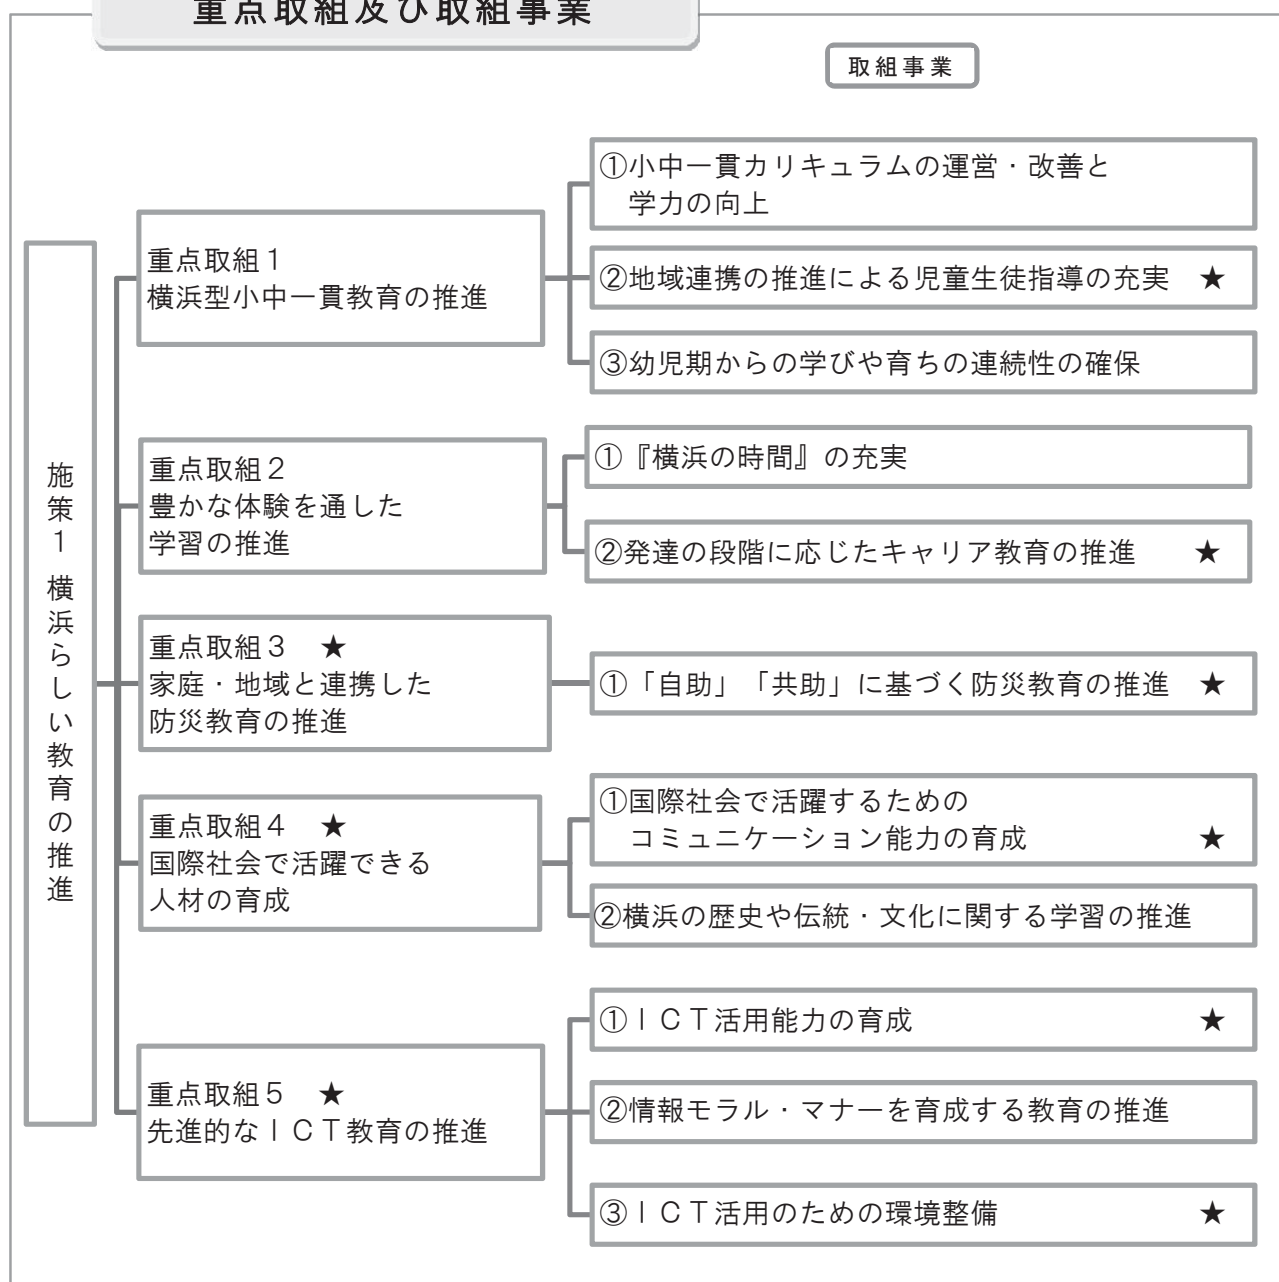 重点取組及び取組事業
取組事業
施策1 横浜らしい教育の推進
重点取組1
横浜型小中一貫教育の推進
①小中一貫カリキュラムの運営・改善と
学力の向上
②地域連携の推進による児童生徒指導の充実 ★
③幼児期からの学びや育ちの連続性の確保
重点取組2
豊かな体験を通した
学習の推進
①『横浜の時間』の充実
②発達の段階に応じたキャリア教育の推進 ★
重点取組3 ★
家庭・地域と連携した
防災教育の推進
①「自助」「共助」に基づく防災教育の推進 ★
重点取組4 ★
国際社会で活躍できる
人材の育成
①国際社会で活躍するための
コミュニケーション能力の育成 ★
②横浜の歴史や伝統・文化に関する学習の推進
重点取組5 ★
先進的なICT教育の推進
①ICT活用能力の育成 ★
②情報モラル・マナーを育成する教育の推進
③ICT活用のための環境整備 ★